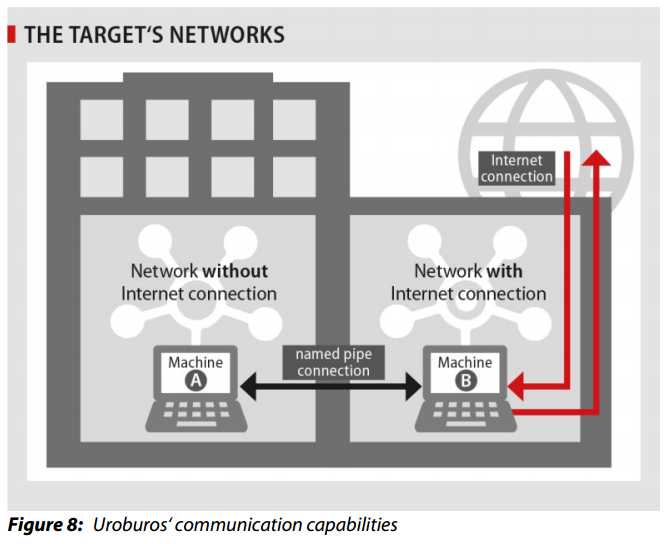 THE TARGET‘S NETWORKS
Internet
connection
Network without
Internet connection
Network with
Internet connection
Machine
A
named pipe
connection
Machine
B
Figure 8: Uroburos‘ communication capabilities